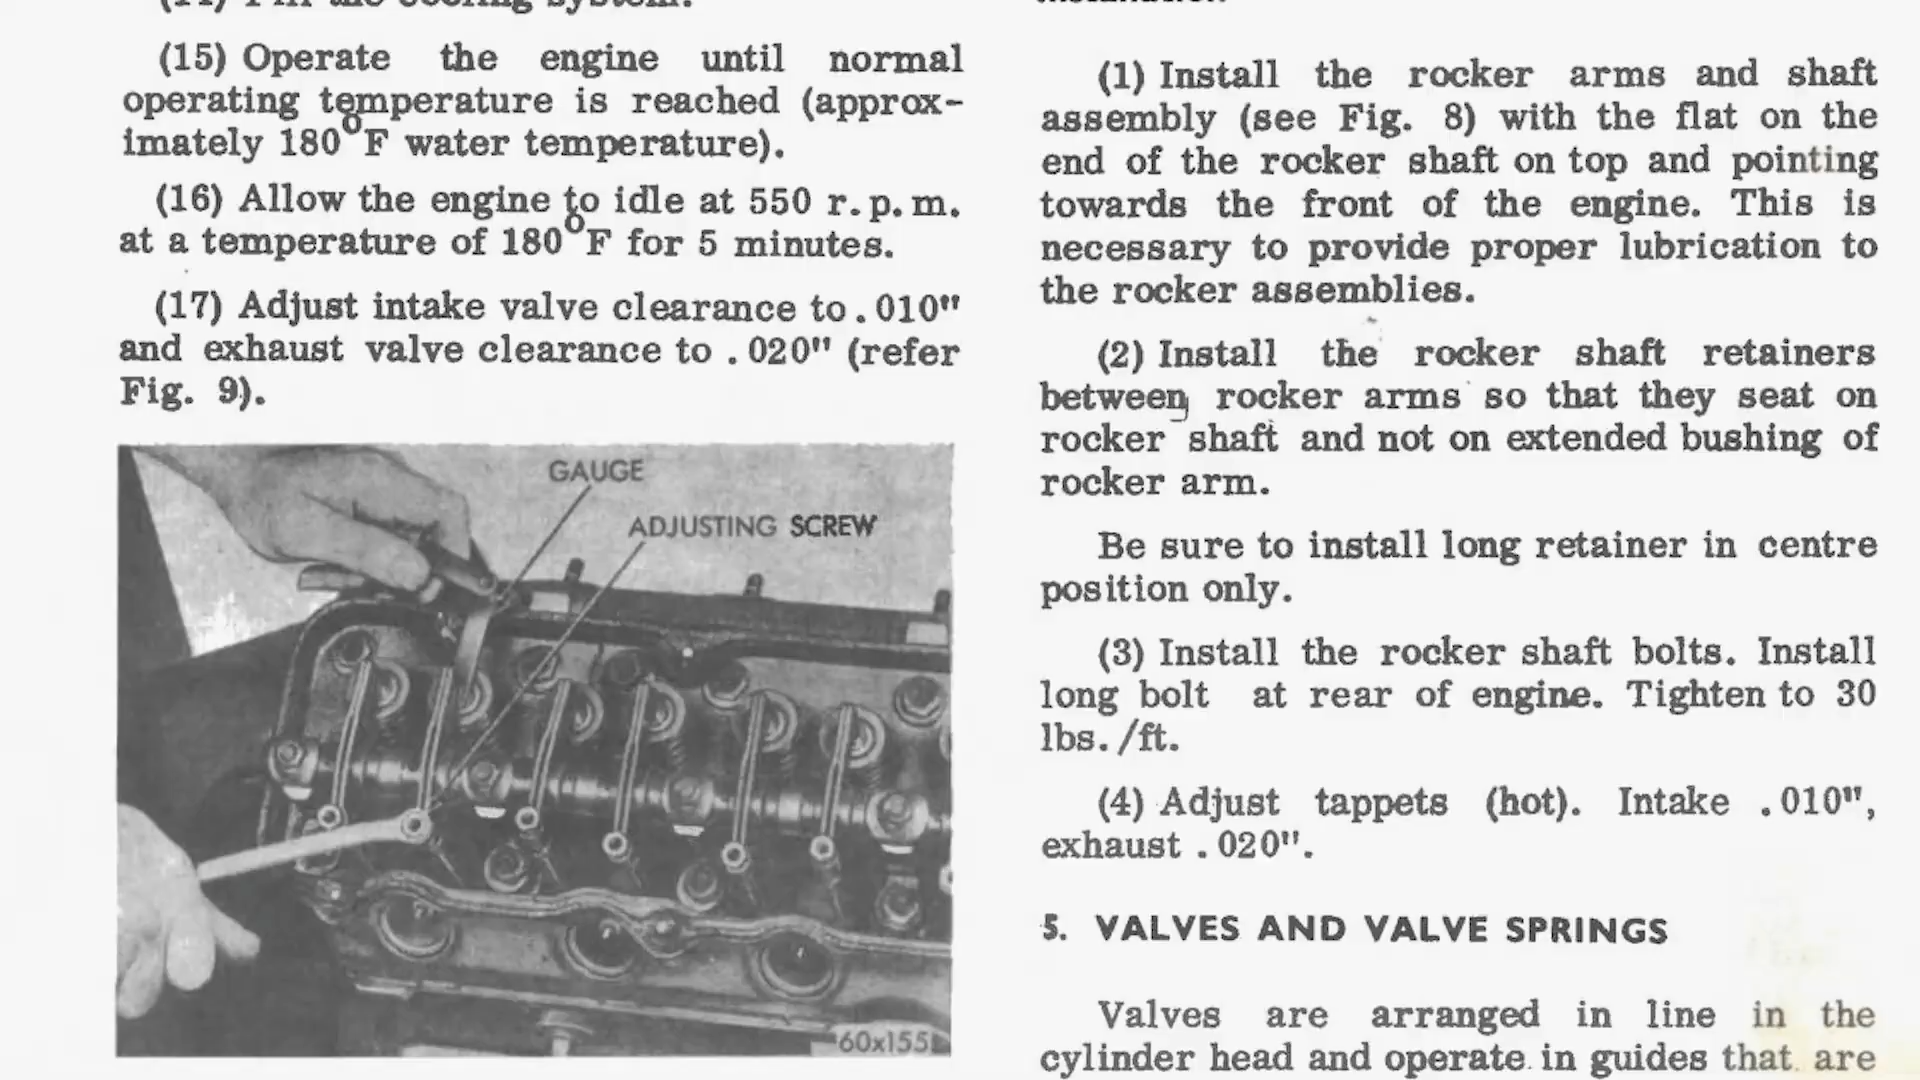 (14) Fill the cooling system.
(15) Operate the engine until normal
operating temperature is reached (approx-
imately 180°F water temperature).
(16) Allow the engine to idle at 550 r.p.m.
at a temperature of 180°F for 5 minutes.
(17) Adjust intake valve clearance to .010"
and exhaust valve clearance to .020" (refer
Fig. 9).
GAUGE
ADJUSTING SCREW
60x155
Installation
(1) Install the rocker arms and shaft
assembly (see Fig. 8) with the flat on the
end of the rocker shaft on top and pointing
towards the front of the engine. This is
necessary to provide proper lubrication to
the rocker assemblies.
(2) Install the rocker shaft retainers
between rocker arms so that they seat on
rocker shaft and not on extended bushing of
rocker arm.
Be sure to install long retainer in centre
position only.
(3) Install the rocker shaft bolts. Install
long bolt at rear of engine. Tighten to 30
lbs./ft.
(4) Adjust tappets (hot). Intake .010",
exhaust .020".
5. VALVES AND VALVE SPRINGS
Valves are arranged in line in the
cylinder head and operate in guides that are